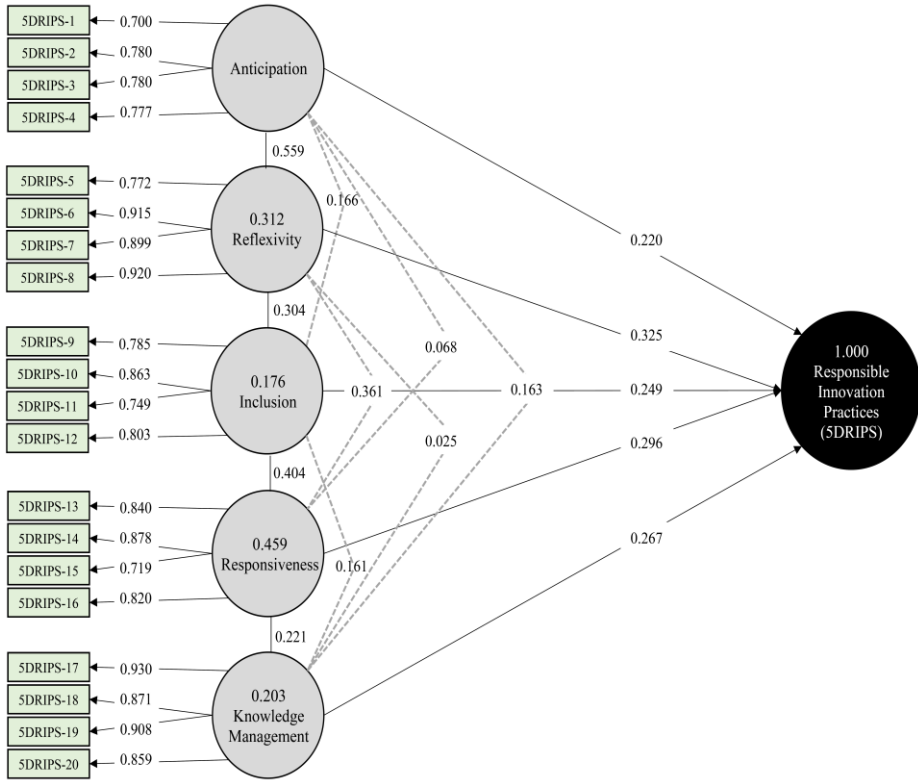 5DRIPS-1
0.700
5DRIPS-2
0.780
5DRIPS-3
0.780
5DRIPS-4
0.777
Anticipation
0.559
5DRIPS-5
0.772
5DRIPS-6
0.915
5DRIPS-7
0.899
5DRIPS-8
0.920
0.312
Reflexivity
0.166
0.220
0.304
5DRIPS-9
0.785
5DRIPS-10
0.863
5DRIPS-11
0.749
5DRIPS-12
0.803
0.176
Inclusion
0.068
0.361
0.163
0.025
0.325
0.249
0.296
1.000
Responsible
Innovation
Practices
(5DRIPS)
0.404
5DRIPS-13
0.840
5DRIPS-14
0.878
5DRIPS-15
0.719
5DRIPS-16
0.820
0.459
Responsiveness
0.161
0.267
0.221
5DRIPS-17
0.930
5DRIPS-18
0.871
5DRIPS-19
0.908
5DRIPS-20
0.859
0.203
Knowledge
Management